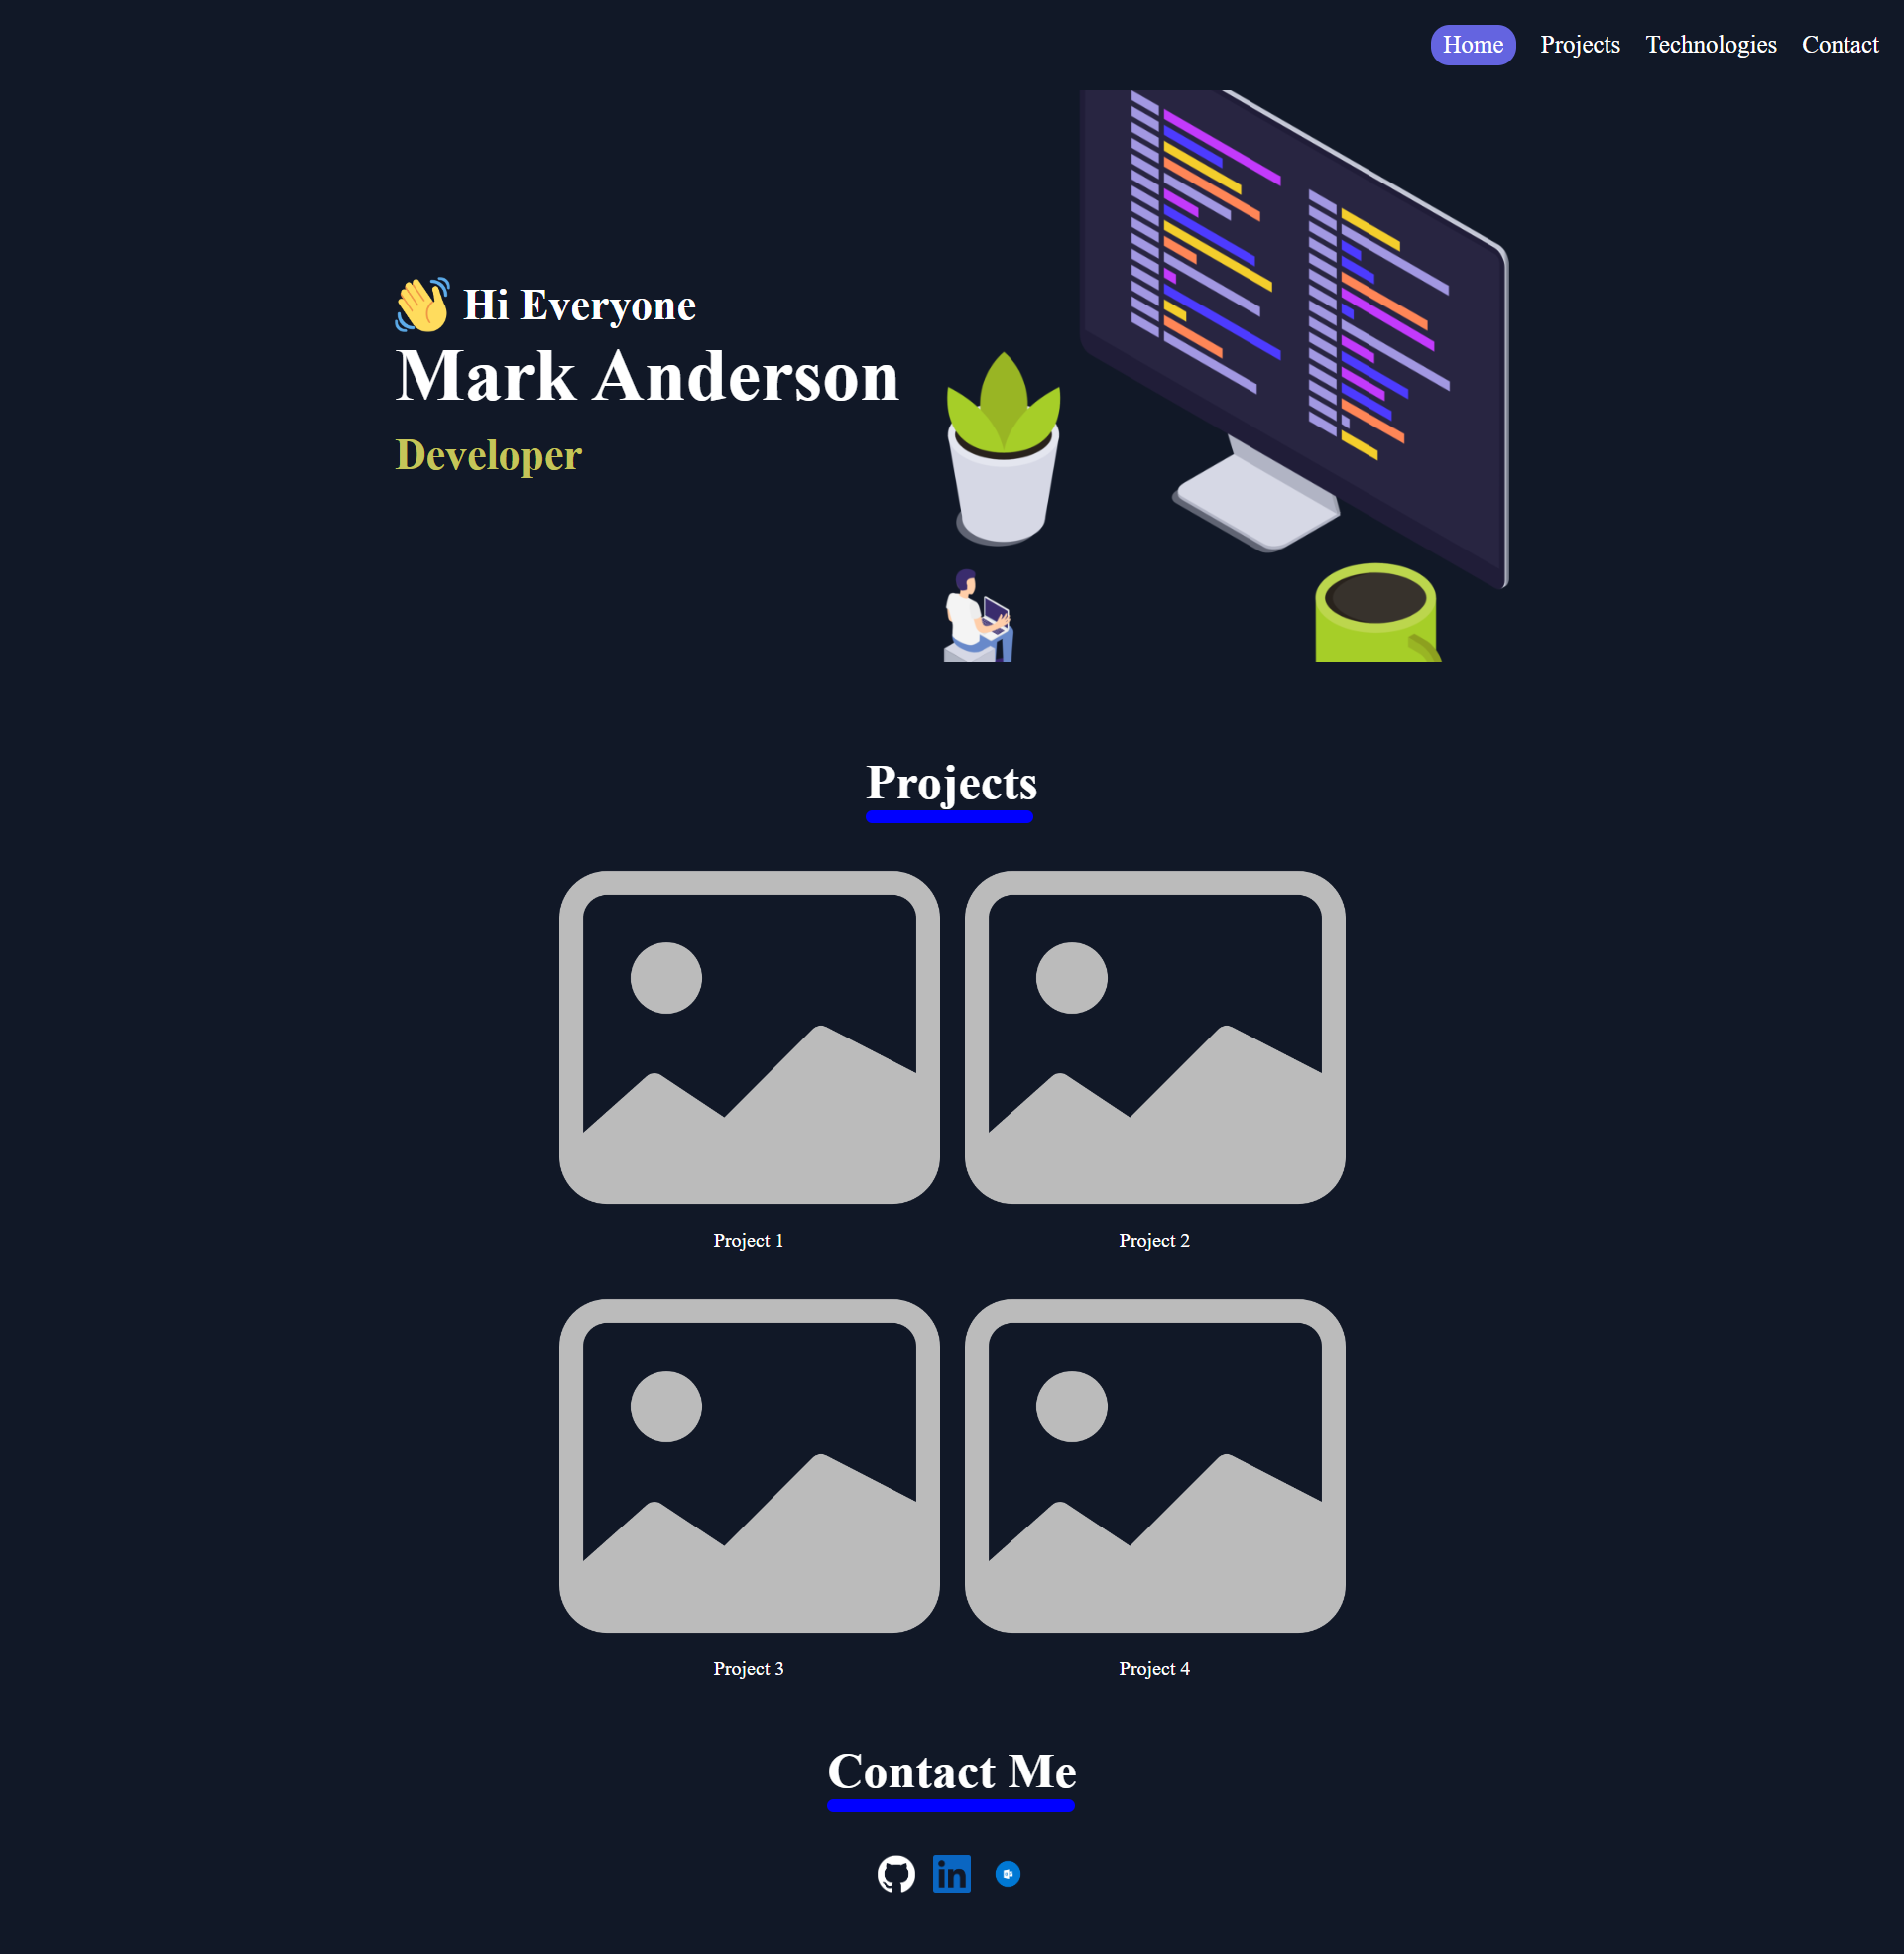 Home Projects Technologies Contact
Hi Everyone
Mark Anderson
Developer
Projects
Project 1 Project 2
Project 3 Project 4
Contact Me
in